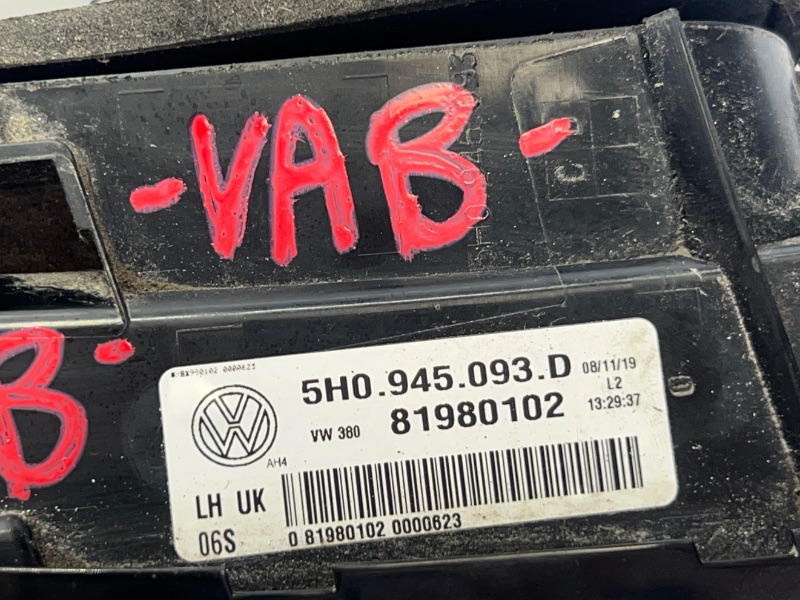 -VAB-
B-
5H0.945.093.D
08/11/19
L2
VW 380
81980102
13:29:37
AH4
LH UK
06S
0 81980102 0000623